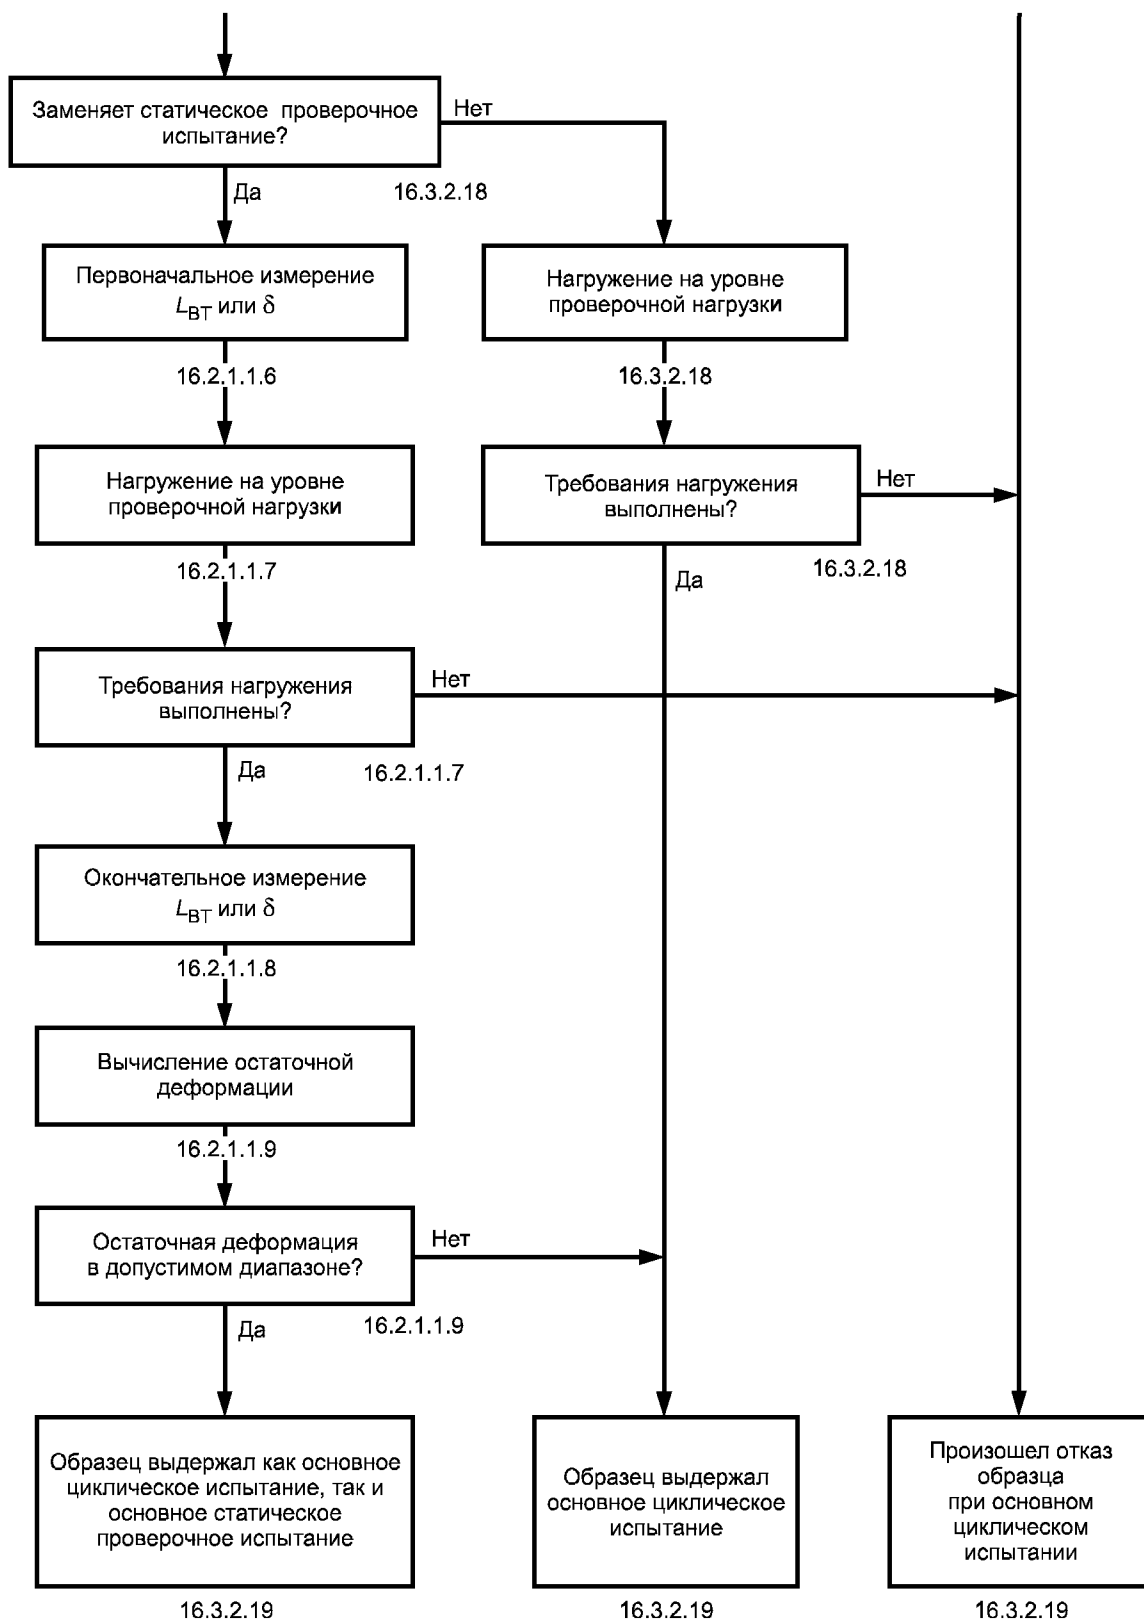 Заменяет статическое проверочное
испытание?
Нет
Да
16.3.2.18
Первоначальное измерение
LВТ или δ
Нагружение на уровне
проверочной нагрузки
16.2.1.1.6
16.3.2.18
Нагружение на уровне
проверочной нагрузки
Требования нагружения
выполнены?
Нет
16.2.1.1.7
16.3.2.18
Да
Требования нагружения
выполнены?
Нет
Да
16.2.1.1.7
Окончательное измерение
LВТ или δ
16.2.1.1.8
Вычисление остаточной
деформации
16.2.1.1.9
Остаточная деформация
в допустимом диапазоне?
Нет
Да
16.2.1.1.9
Образец выдержал как основное
циклическое испытание, так и
основное статическое
проверочное испытание
Образец выдержал
основное циклическое
испытание
Произошел отказ
образца
при основном
циклическом
испытании
16.3.2.19
16.3.2.19
16.3.2.19